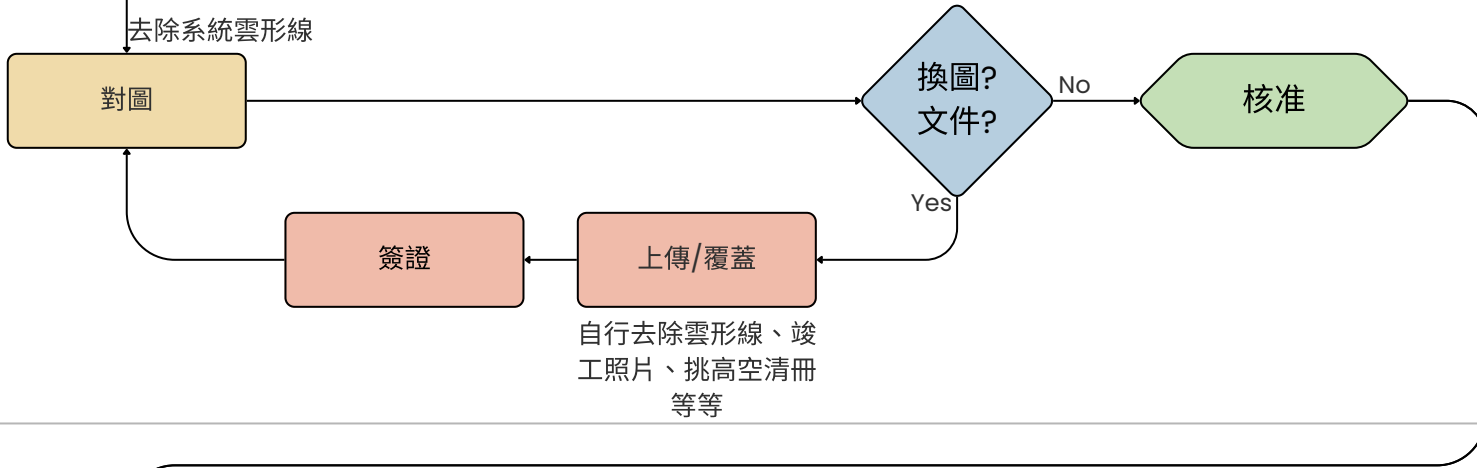 去除系統雲形線
對圖
換圖?
文件?
No
核准
Yes
簽證
上傳/覆蓋
自行去除雲形線、竣
工照片、挑高空清冊
等等